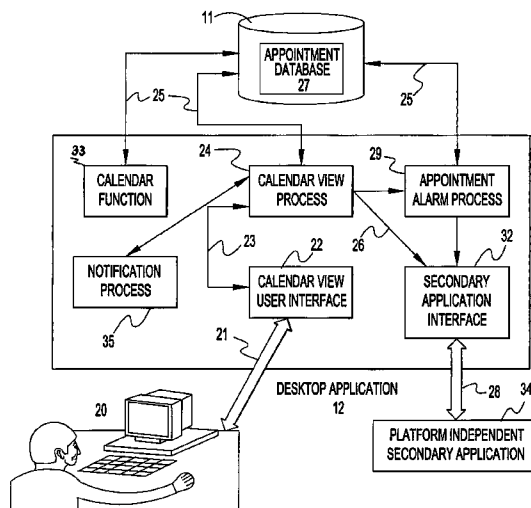 11
APPOINTMENT
DATABASE
27
25
25
33
CALENDAR
FUNCTION
24
CALENDAR VIEW
PROCESS
29
APPOINTMENT
ALARM PROCESS
23
26
22
32
NOTIFICATION
PROCESS
35
CALENDAR VIEW
USER INTERFACE
SECONDARY
APPLICATION
INTERFACE
21
20
DESKTOP APPLICATION
12
28
34
PLATFORM INDEPENDENT
SECONDARY APPLICATION